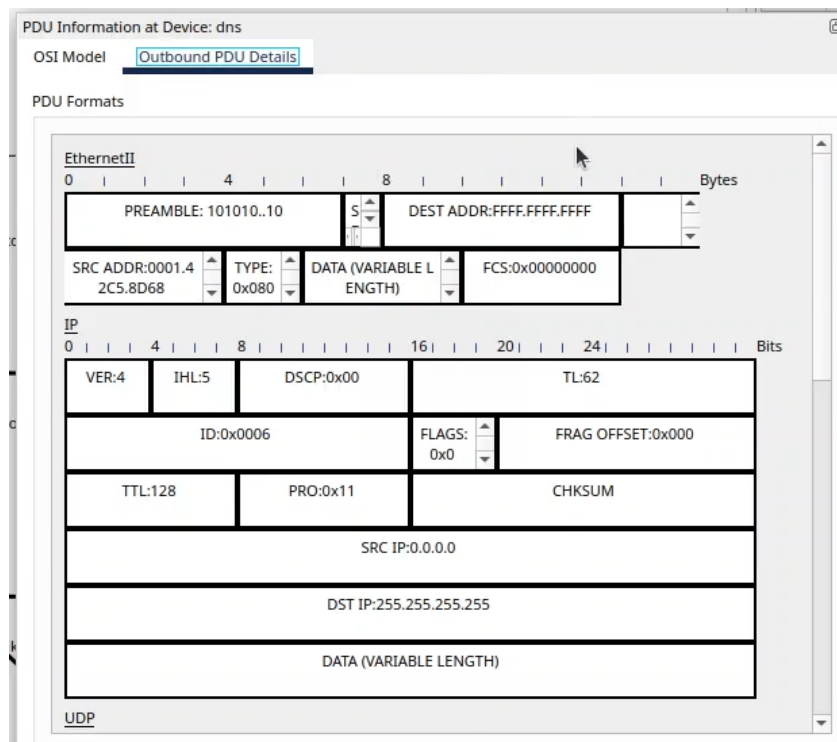 PDU Information at Device: dns
OSI Model Outbound PDU Details
PDU Formats
EthernetII
0 4 8 Bytes
PREAMBLE: 101010..10 S DEST ADDR:FFFF.FFFF.FFFF
SRC ADDR:0001.4 TYPE: DATA (VARIABLE L FCS:0x00000000
2C5.8D68 0x080 ENGTH)
IP
0 4 8 16 20 24 Bits
VER:4 IHL:5 DSCP:0x00 TL:62
ID:0x0006 FLAGS: FRAG OFFSET:0x000
0x0
TTL:128 PRO:0x11 CHKSUM
SRC IP:0.0.0.0
DST IP:255.255.255.255
DATA (VARIABLE LENGTH)
UDP